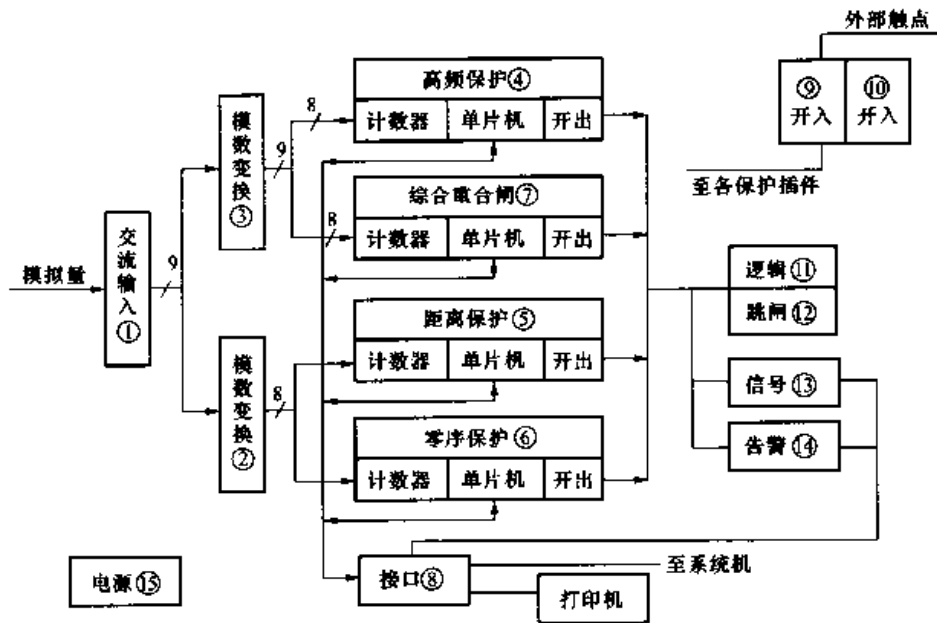 外部触点
⑨ 开入
⑩ 开入
至各保护插件
高频保护④
计数器 单片机 开出
模数变换③
9
8
综合重合闸⑦
8
计数器 单片机 开出
模拟量
交流输入①
9
逻辑⑪
跳闸⑫
距离保护⑤
计数器 单片机 开出
模数变换②
8
信号⑬
零序保护⑥
告警⑭
计数器 单片机 开出
电源⑮
接口⑧
至系统机
打印机